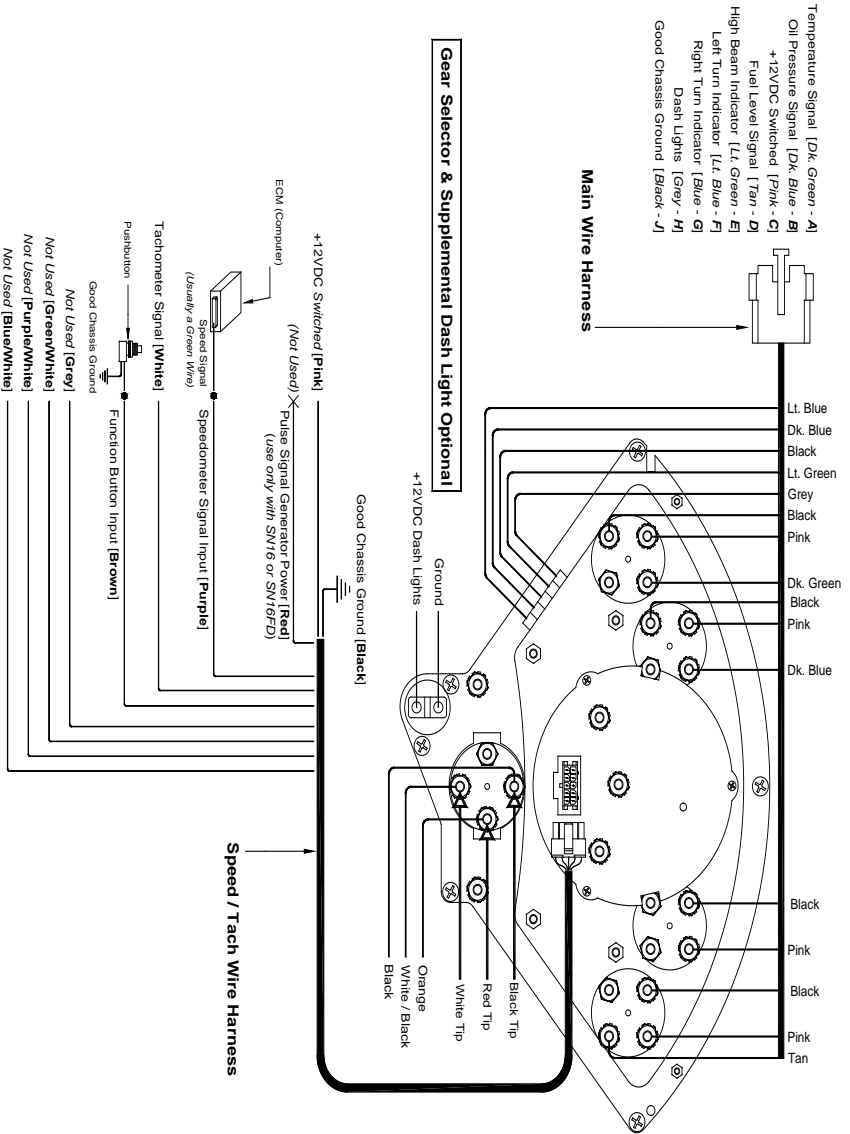 Temperature Signal [Dk. Green - A]
Oil Pressure Signal [Dk. Blue - B]
+12VDC Switched [Pink - C]
Fuel Level Signal [Tan - D]
High Beam Indicator [Lt. Green - E]
Left Turn Indicator [Lt. Blue - F]
Right Turn Indicator [Blue - G]
Dash Lights [Grey - H]
Good Chassis Ground [Black - J]
Main Wire Harness
Lt. Blue
Dk. Blue
Black
Lt. Green
Grey
Black
Pink
Dk. Green
Black
Pink
Dk. Blue
Black
Pink
Black
Pink
Tan
Gear Selector & Supplemental Dash Light Optional
Ground
+12VDC Dash Lights
Black Tip
Red Tip
White Tip
Orange
White / Black
Black
Good Chassis Ground [Black]
+12VDC Switched [Pink]
(Not Used)
Pulse Signal Generator Power [Red]
(use only with SN16 or SN16FD)
ECM (Computer)
Speed Signal
(Usually a Green Wire)
Speedometer Signal Input [Purple]
Tachometer Signal [White]
Pushbutton
Function Button Input [Brown]
Good Chassis Ground
Not Used [Grey]
Not Used [Green/White]
Not Used [Purple/White]
Not Used [Blue/White]
Speed / Tach Wire Harness